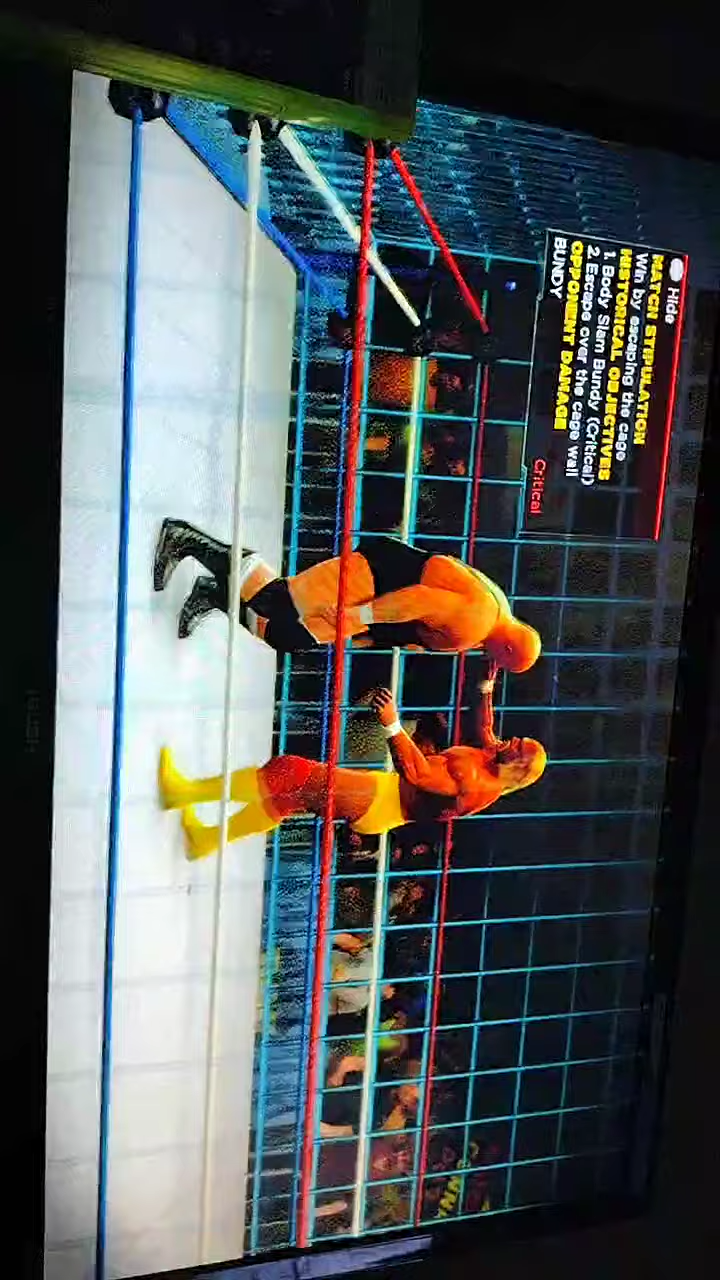 Hide
MATCH STIPULATION
Win by escaping the cage
HISTORICAL OBJECTIVES
1. Body Slam Bundy (Critical)
2. Escape over the cage wall
OPPONENT DAMAGE
BUNDY Critical